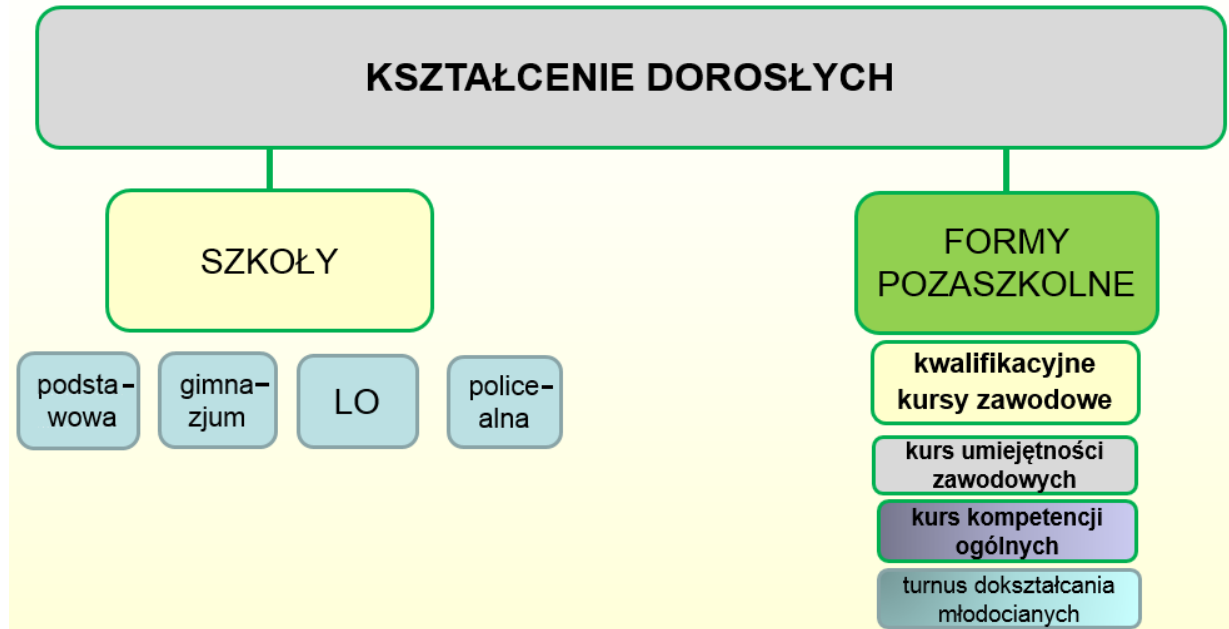 KSZTAŁCENIE DOROSŁYCH
SZKOŁY
FORMY
POZASZKOLNE
podsta-
wowa
gimna-
zjum
LO
police-
alna
kwalifikacyjne
kursy zawodowe
kurs umiejętności
zawodowych
kurs kompetencji
ogólnych
turnus dokształcania
młodocianych